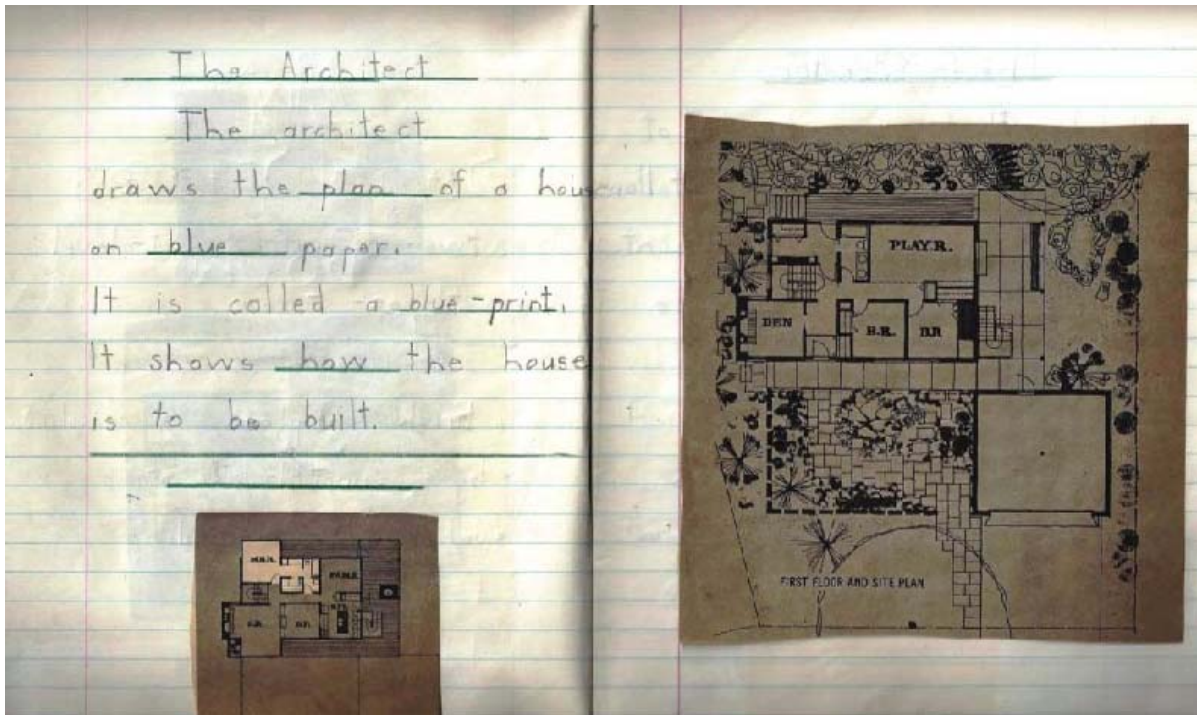 The Architect
The architect
draws the plan of a house
on blue paper.
It is called a blue-print.
It shows how the house
is to be built.
M.B.R.
PLAY.R.
DEN
B.R.
B.R.
FIRST FLOOR AND SITE PLAN